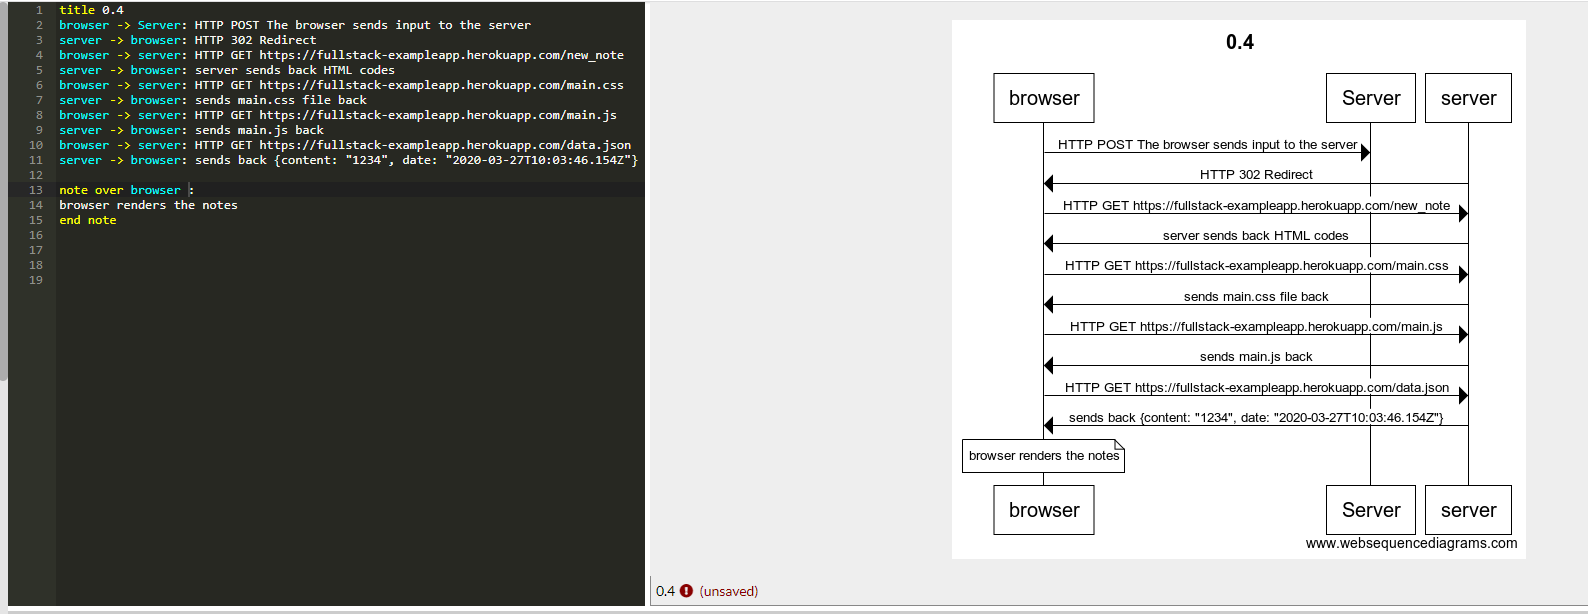 1 title 0.4
2 browser -> Server: HTTP POST The browser sends input to the server
3 server -> browser: HTTP 302 Redirect
4 browser -> server: HTTP GET https://fullstack-exampleapp.herokuapp.com/new_note
5 server -> browser: server sends back HTML codes
6 browser -> server: HTTP GET https://fullstack-exampleapp.herokuapp.com/main.css
7 server -> browser: sends main.css file back
8 browser -> server: HTTP GET https://fullstack-exampleapp.herokuapp.com/main.js
9 server -> browser: sends main.js back
10 browser -> server: HTTP GET https://fullstack-exampleapp.herokuapp.com/data.json
11 server -> browser: sends back {content: "1234", date: "2020-03-27T10:03:46.154Z"}
12
13 note over browser :
14 browser renders the notes
15 end note
16
17
18
19
0.4
browser Server server
HTTP POST The browser sends input to the server
HTTP 302 Redirect
HTTP GET https://fullstack-exampleapp.herokuapp.com/new_note
server sends back HTML codes
HTTP GET https://fullstack-exampleapp.herokuapp.com/main.css
sends main.css file back
HTTP GET https://fullstack-exampleapp.herokuapp.com/main.js
sends main.js back
HTTP GET https://fullstack-exampleapp.herokuapp.com/data.json
sends back {content: "1234", date: "2020-03-27T10:03:46.154Z"}
browser renders the notes
browser Server server
www.websequencediagrams.com
0.4 ! (unsaved)